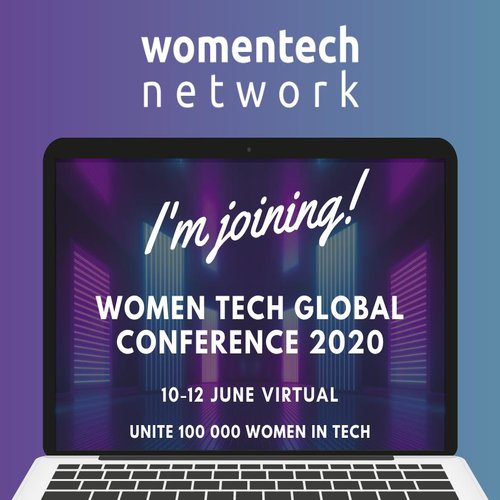 womentech
network
I'm joining!
WOMEN TECH GLOBAL
CONFERENCE 2020
10-12 JUNE VIRTUAL
UNITE 100 000 WOMEN IN TECH